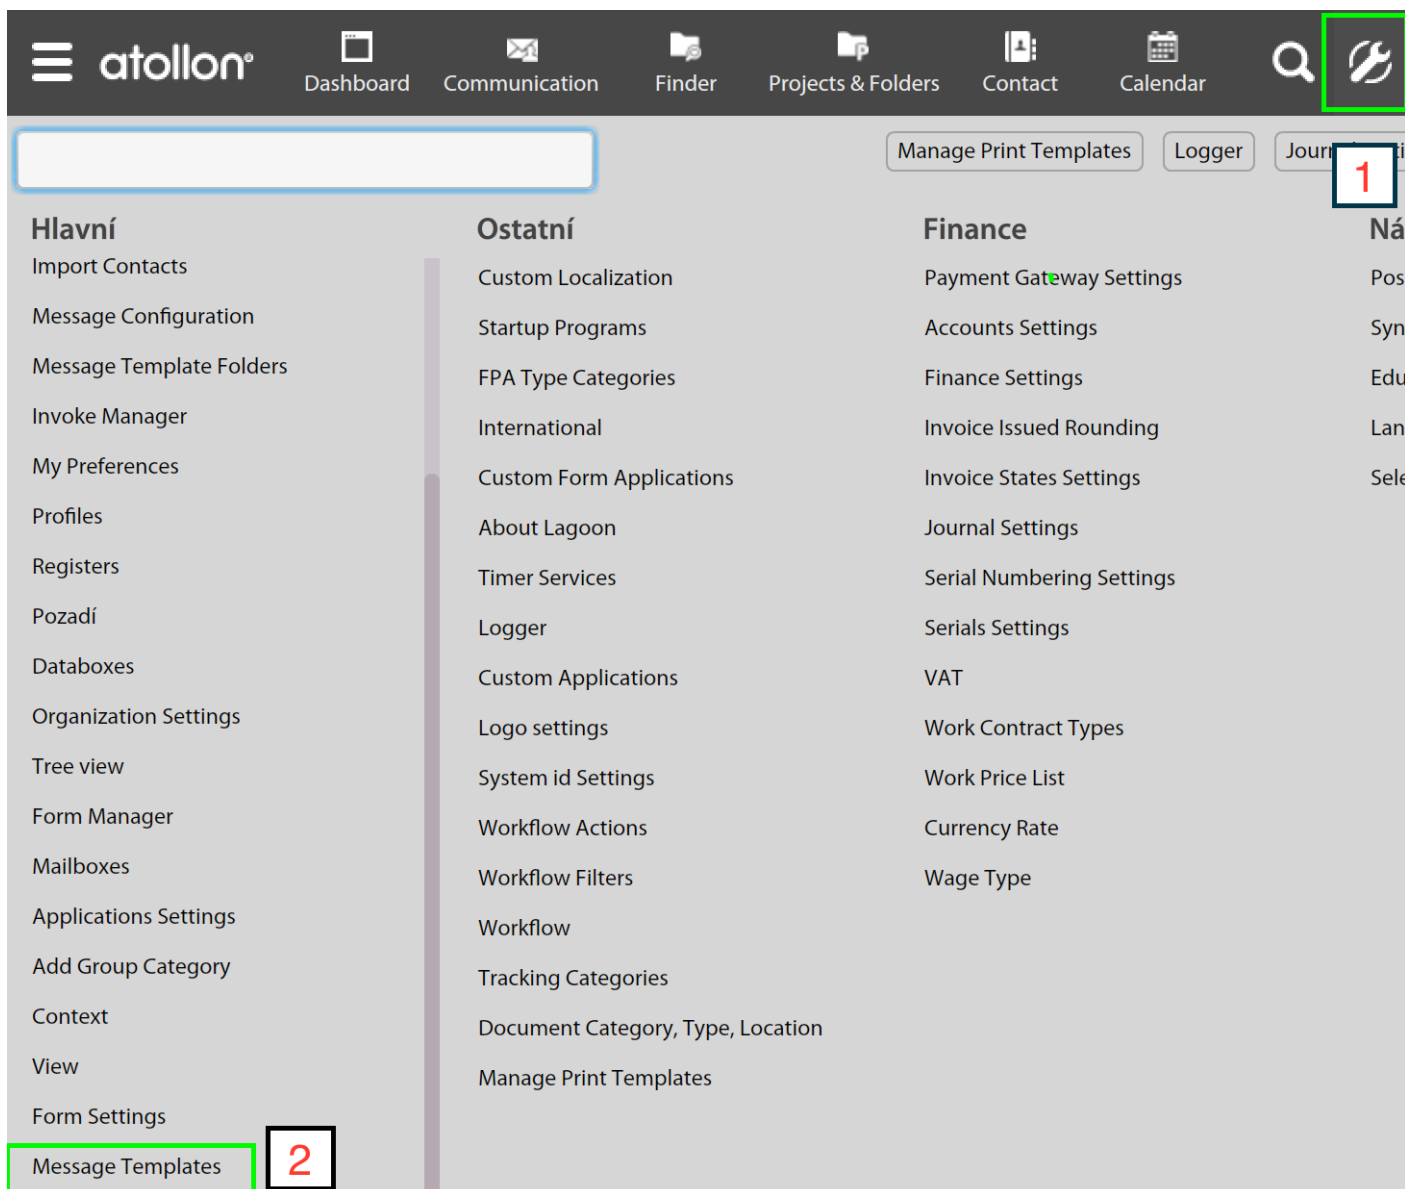 atollon®
Dashboard
Communication
Finder
Projects & Folders
Contact
Calendar
Manage Print Templates
Logger
1
Hlavní
Import Contacts
Message Configuration
Message Template Folders
Invoke Manager
My Preferences
Profiles
Registers
Pozadí
Databoxes
Organization Settings
Tree view
Form Manager
Mailboxes
Applications Settings
Add Group Category
Context
View
Form Settings
Message Templates
2
Ostatní
Custom Localization
Startup Programs
FPA Type Categories
International
Custom Form Applications
About Lagoon
Timer Services
Logger
Custom Applications
Logo settings
System id Settings
Workflow Actions
Workflow Filters
Workflow
Tracking Categories
Document Category, Type, Location
Manage Print Templates
Finance
Payment Gateway Settings
Accounts Settings
Finance Settings
Invoice Issued Rounding
Invoice States Settings
Journal Settings
Serial Numbering Settings
Serials Settings
VAT
Work Contract Types
Work Price List
Currency Rate
Wage Type
Ná
Pos
Syn
Edu
Lan
Sele